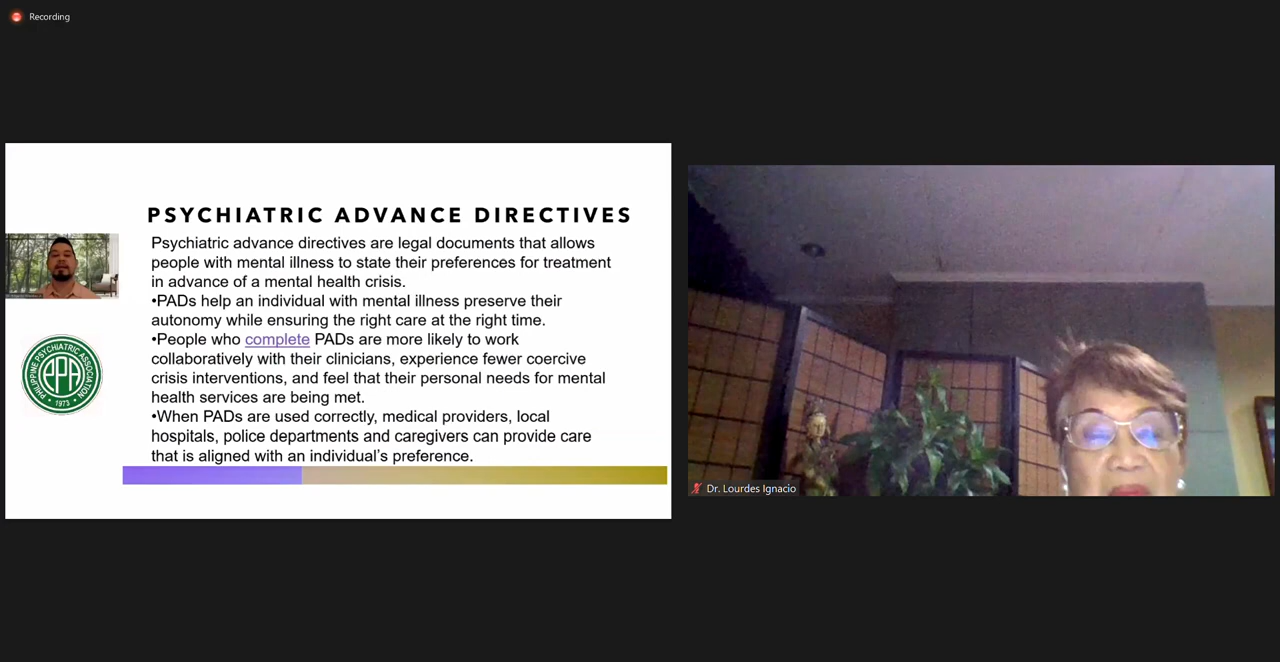 Recording
PSYCHIATRIC ADVANCE DIRECTIVES
Psychiatric advance directives are legal documents that allows
people with mental illness to state their preferences for treatment
in advance of a mental health crisis.
•PADs help an individual with mental illness preserve their
autonomy while ensuring the right care at the right time.
•People who complete PADs are more likely to work
collaboratively with their clinicians, experience fewer coercive
crisis interventions, and feel that their personal needs for mental
health services are being met.
•When PADs are used correctly, medical providers, local
hospitals, police departments and caregivers can provide care
that is aligned with an individual's preference.
PHILIPPINE PSYCHIATRIC ASSOCIATION
PPA
1973
Dr. Lourdes Ignacio